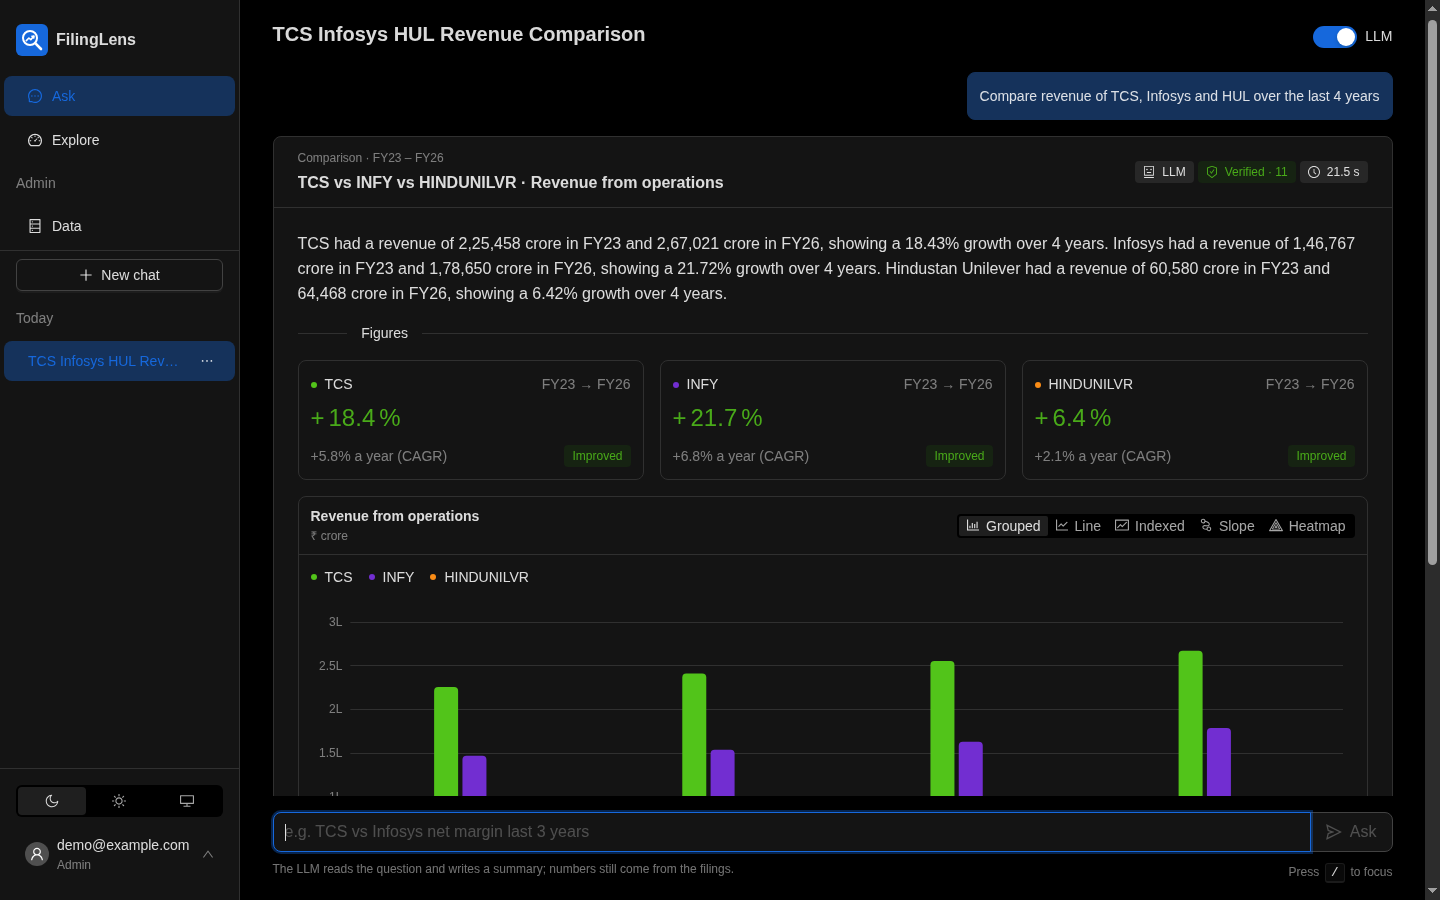 FilingLens
Ask
Explore
Admin
Data
New chat
Today
TCS Infosys HUL Rev…
demo@example.com
Admin
TCS Infosys HUL Revenue Comparison
LLM
Compare revenue of TCS, Infosys and HUL over the last 4 years
Comparison · FY23 – FY26
TCS vs INFY vs HINDUNILVR · Revenue from operations
LLM
Verified · 11
21.5 s
TCS had a revenue of 2,25,458 crore in FY23 and 2,67,021 crore in FY26, showing a 18.43% growth over 4 years. Infosys had a revenue of 1,46,767
crore in FY23 and 1,78,650 crore in FY26, showing a 21.72% growth over 4 years. Hindustan Unilever had a revenue of 60,580 crore in FY23 and
64,468 crore in FY26, showing a 6.42% growth over 4 years.
Figures
TCS FY23 → FY26
+18.4%
+5.8% a year (CAGR) Improved
INFY FY23 → FY26
+21.7%
+6.8% a year (CAGR) Improved
HINDUNILVR FY23 → FY26
+6.4%
+2.1% a year (CAGR) Improved
Revenue from operations
₹ crore
Grouped Line Indexed Slope Heatmap
TCS INFY HINDUNILVR
3L
2.5L
2L
1.5L
1L
e.g. TCS vs Infosys net margin last 3 years
Ask
The LLM reads the question and writes a summary; numbers still come from the filings.
Press / to focus